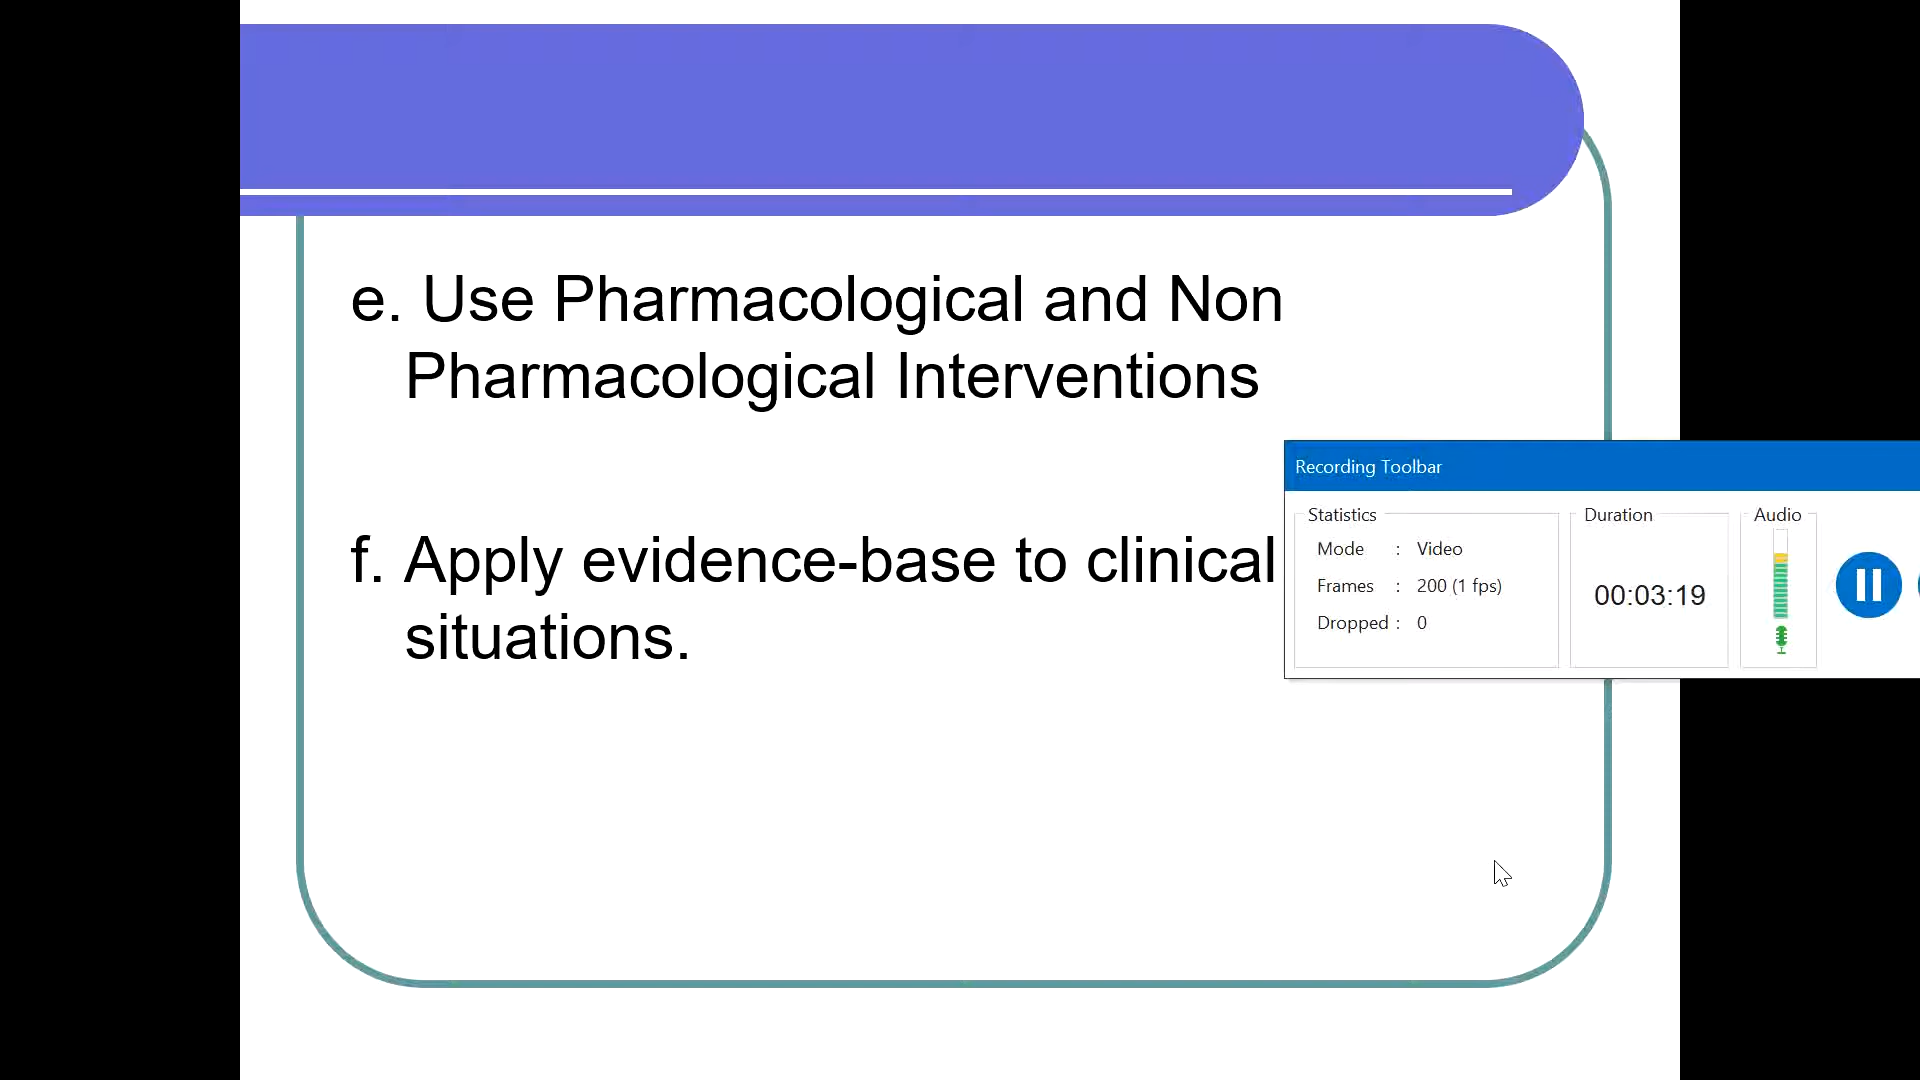 e. Use Pharmacological and Non
Pharmacological Interventions
f. Apply evidence-base to clinical
situations.
Recording Toolbar
Statistics
Mode : Video
Frames : 200 (1 fps)
Dropped : 0
Duration
00:03:19
Audio